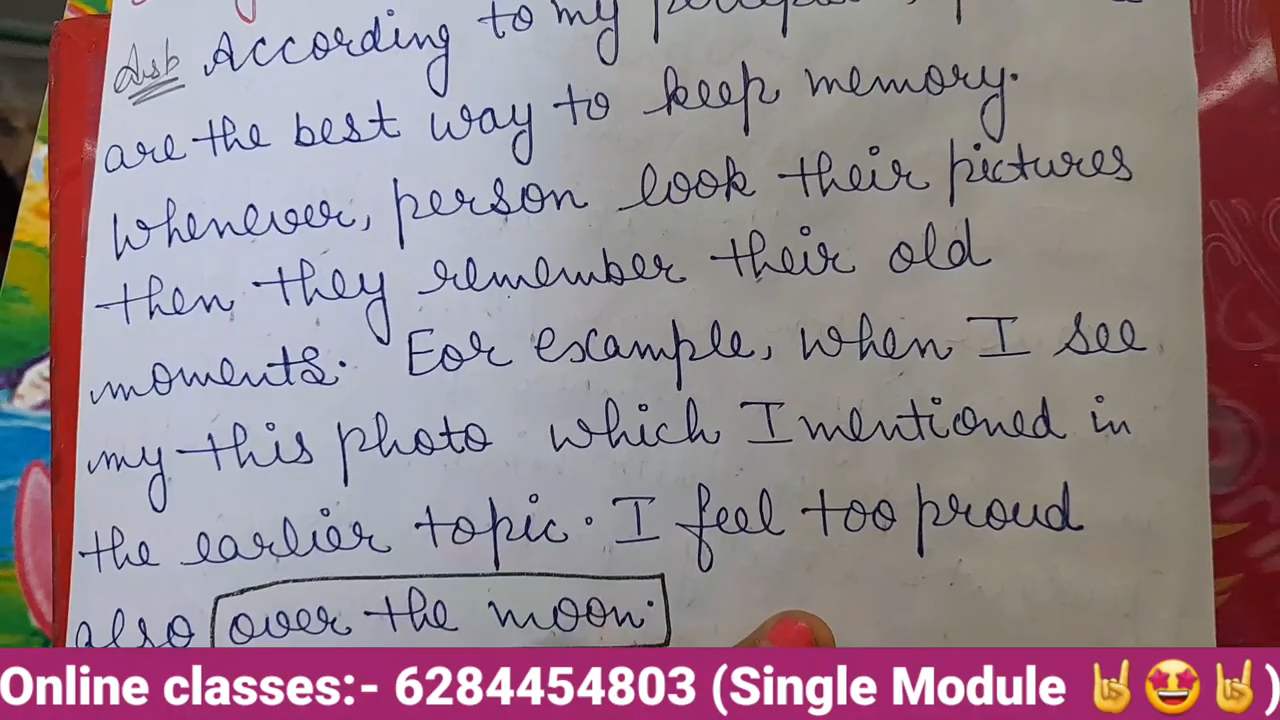 Ans According to my
are the best way to keep memory.
whenever, person look their pictures
then they remember their old
moments. For example, when I see
my this photo which I mentioned in
the earlier topic. I feel too proud
also over the moon.
Online classes:- 6284454803 (Single Module 🤘🤩🤘)